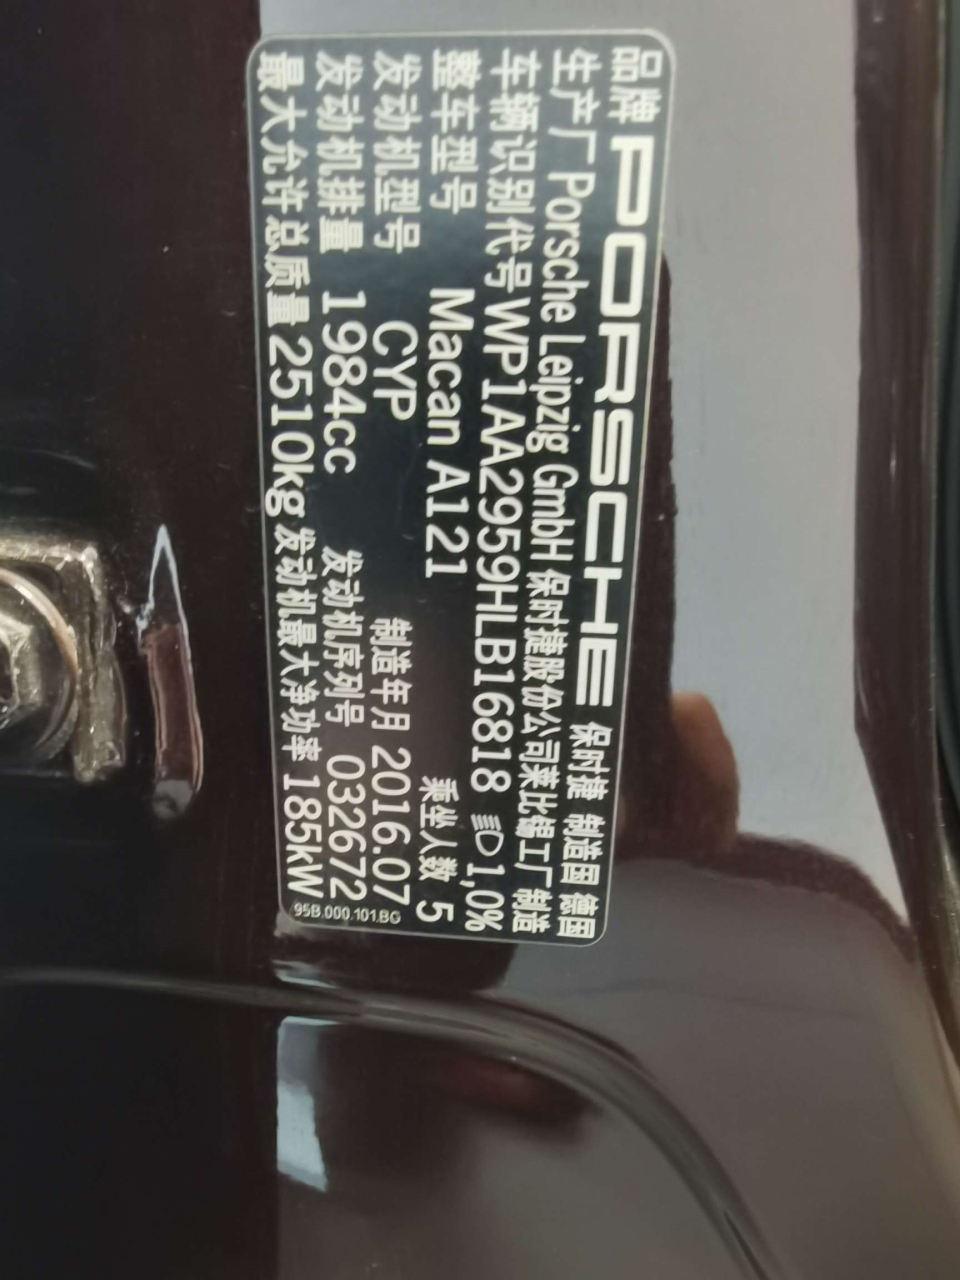 品牌 PORSCHE 保时捷 制造国 德国
生产厂 Porsche Leipzig GmbH 保时捷股份公司莱比锡工厂制造
车辆识别代号 WP1AA2959HLB16818 1,0%
整车型号 Macan A121 乘坐人数 5
发动机型号 CYP 制造年月 2016.07
发动机排量 1984cc 发动机序列号 032672
最大允许总质量 2510kg 发动机最大净功率 185kW
95B.000.101.BG